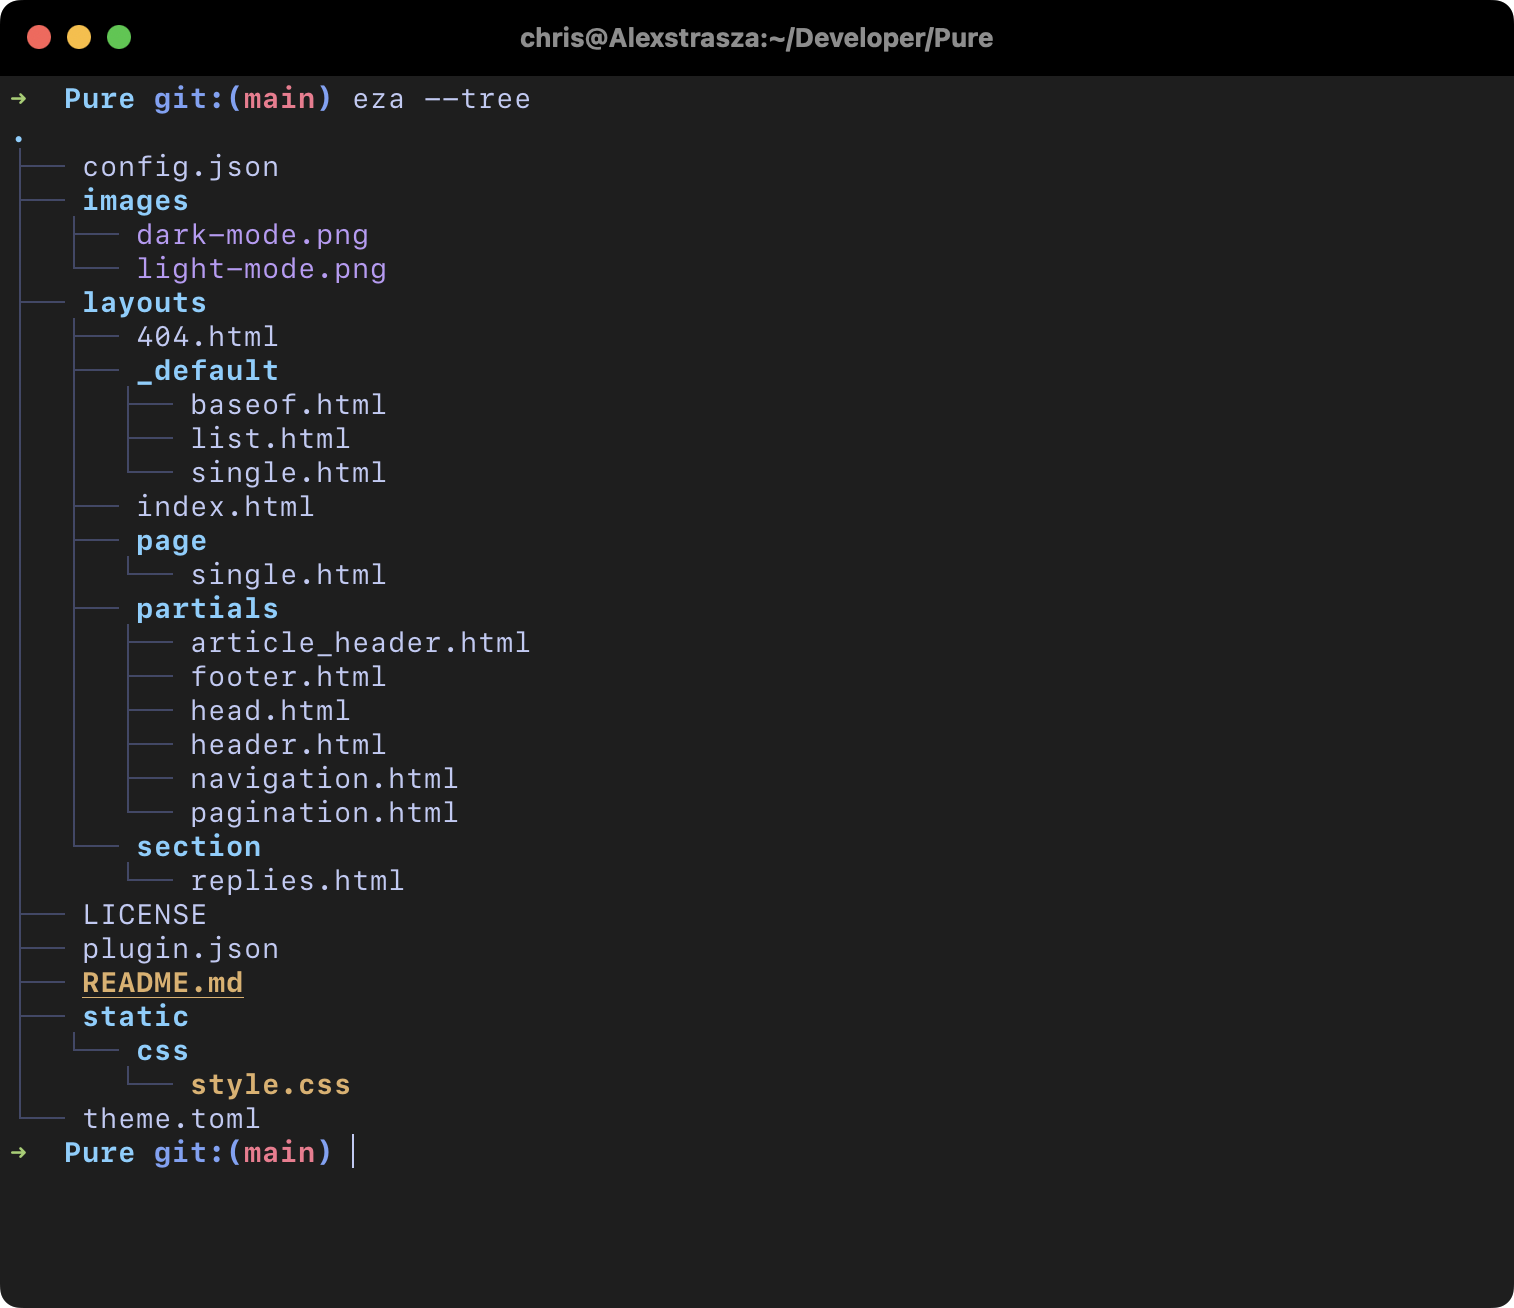 chris@Alexstrasza:~/Developer/Pure
➜  Pure git:(main) eza --tree
.
├── config.json
├── images
│  ├── dark-mode.png
│  └── light-mode.png
├── layouts
│  ├── 404.html
│  ├── _default
│  │  ├── baseof.html
│  │  ├── list.html
│  │  └── single.html
│  ├── index.html
│  ├── page
│  │  └── single.html
│  ├── partials
│  │  ├── article_header.html
│  │  ├── footer.html
│  │  ├── head.html
│  │  ├── header.html
│  │  ├── navigation.html
│  │  └── pagination.html
│  └── section
│     └── replies.html
├── LICENSE
├── plugin.json
├── README.md
├── static
│  └── css
│     └── style.css
└── theme.toml
➜  Pure git:(main)